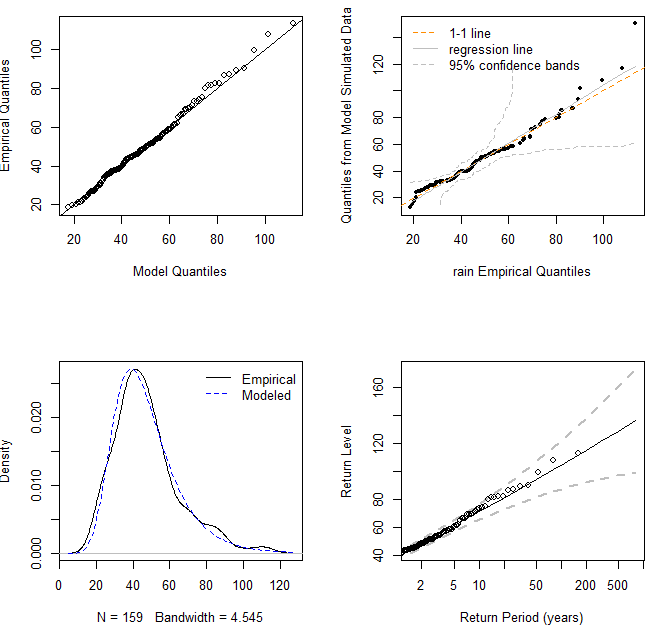 Empirical Quantiles
100
80
60
40
20
20 40 60 80 100
Model Quantiles
Quantiles from Model Simulated Data
120
80
60
40
20
1-1 line
regression line
95% confidence bands
20 40 60 80 100
rain Empirical Quantiles
Density
0.020
0.010
0.000
Empirical
Modeled
0 20 40 60 80 100 120
N = 159 Bandwidth = 4.545
Return Level
160
120
80
60
40
2 5 10 20 50 200 500
Return Period (years)